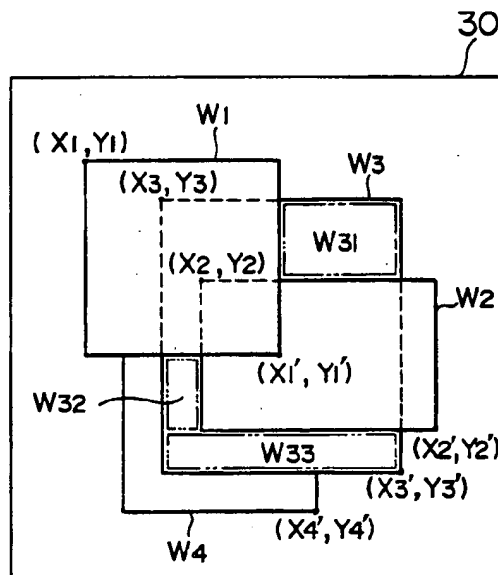 30
W1
(X1,Y1)
W3
(X3,Y3)
W31
(X2,Y2)
W2
(X1',Y1')
W32
(X2',Y2')
W33
(X3',Y3')
(X4',Y4')
W4